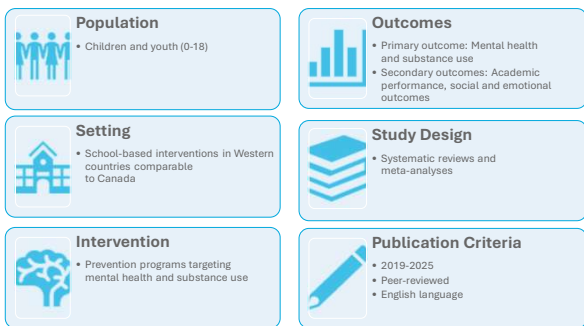 Population
• Children and youth (0-18)
Setting
• School-based interventions in Western
countries comparable
to Canada
Intervention
• Prevention programs targeting
mental health and substance use
Outcomes
• Primary outcome: Mental health
and substance use
• Secondary outcomes: Academic
performance, social and emotional
outcomes
Study Design
• Systematic reviews and
meta-analyses
Publication Criteria
• 2019-2025
• Peer-reviewed
• English language